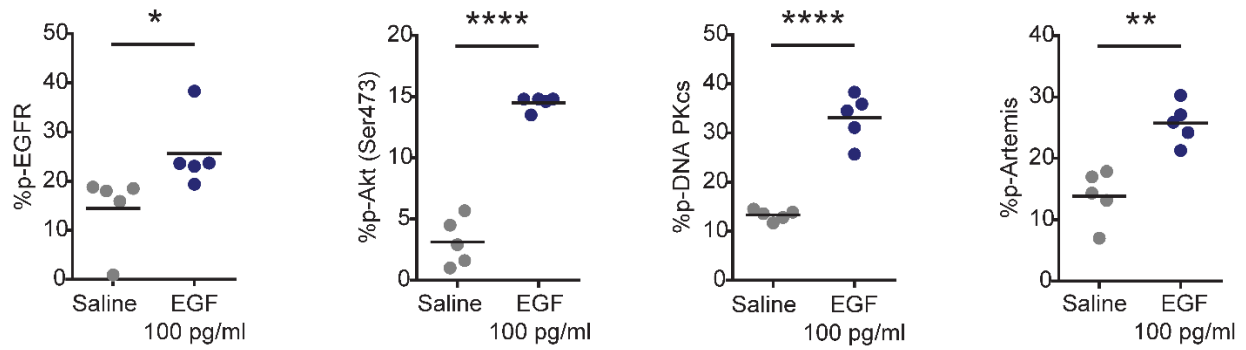 *
50
40
30
20
10
0
%p-EGFR
Saline
EGF
100 pg/ml
****
20
15
10
5
0
%p-Akt (Ser473)
Saline
EGF
100 pg/ml
****
50
40
30
20
10
0
%p-DNA PKcs
Saline
EGF
100 pg/ml
**
40
30
20
10
0
%p-Artemis
Saline
EGF
100 pg/ml